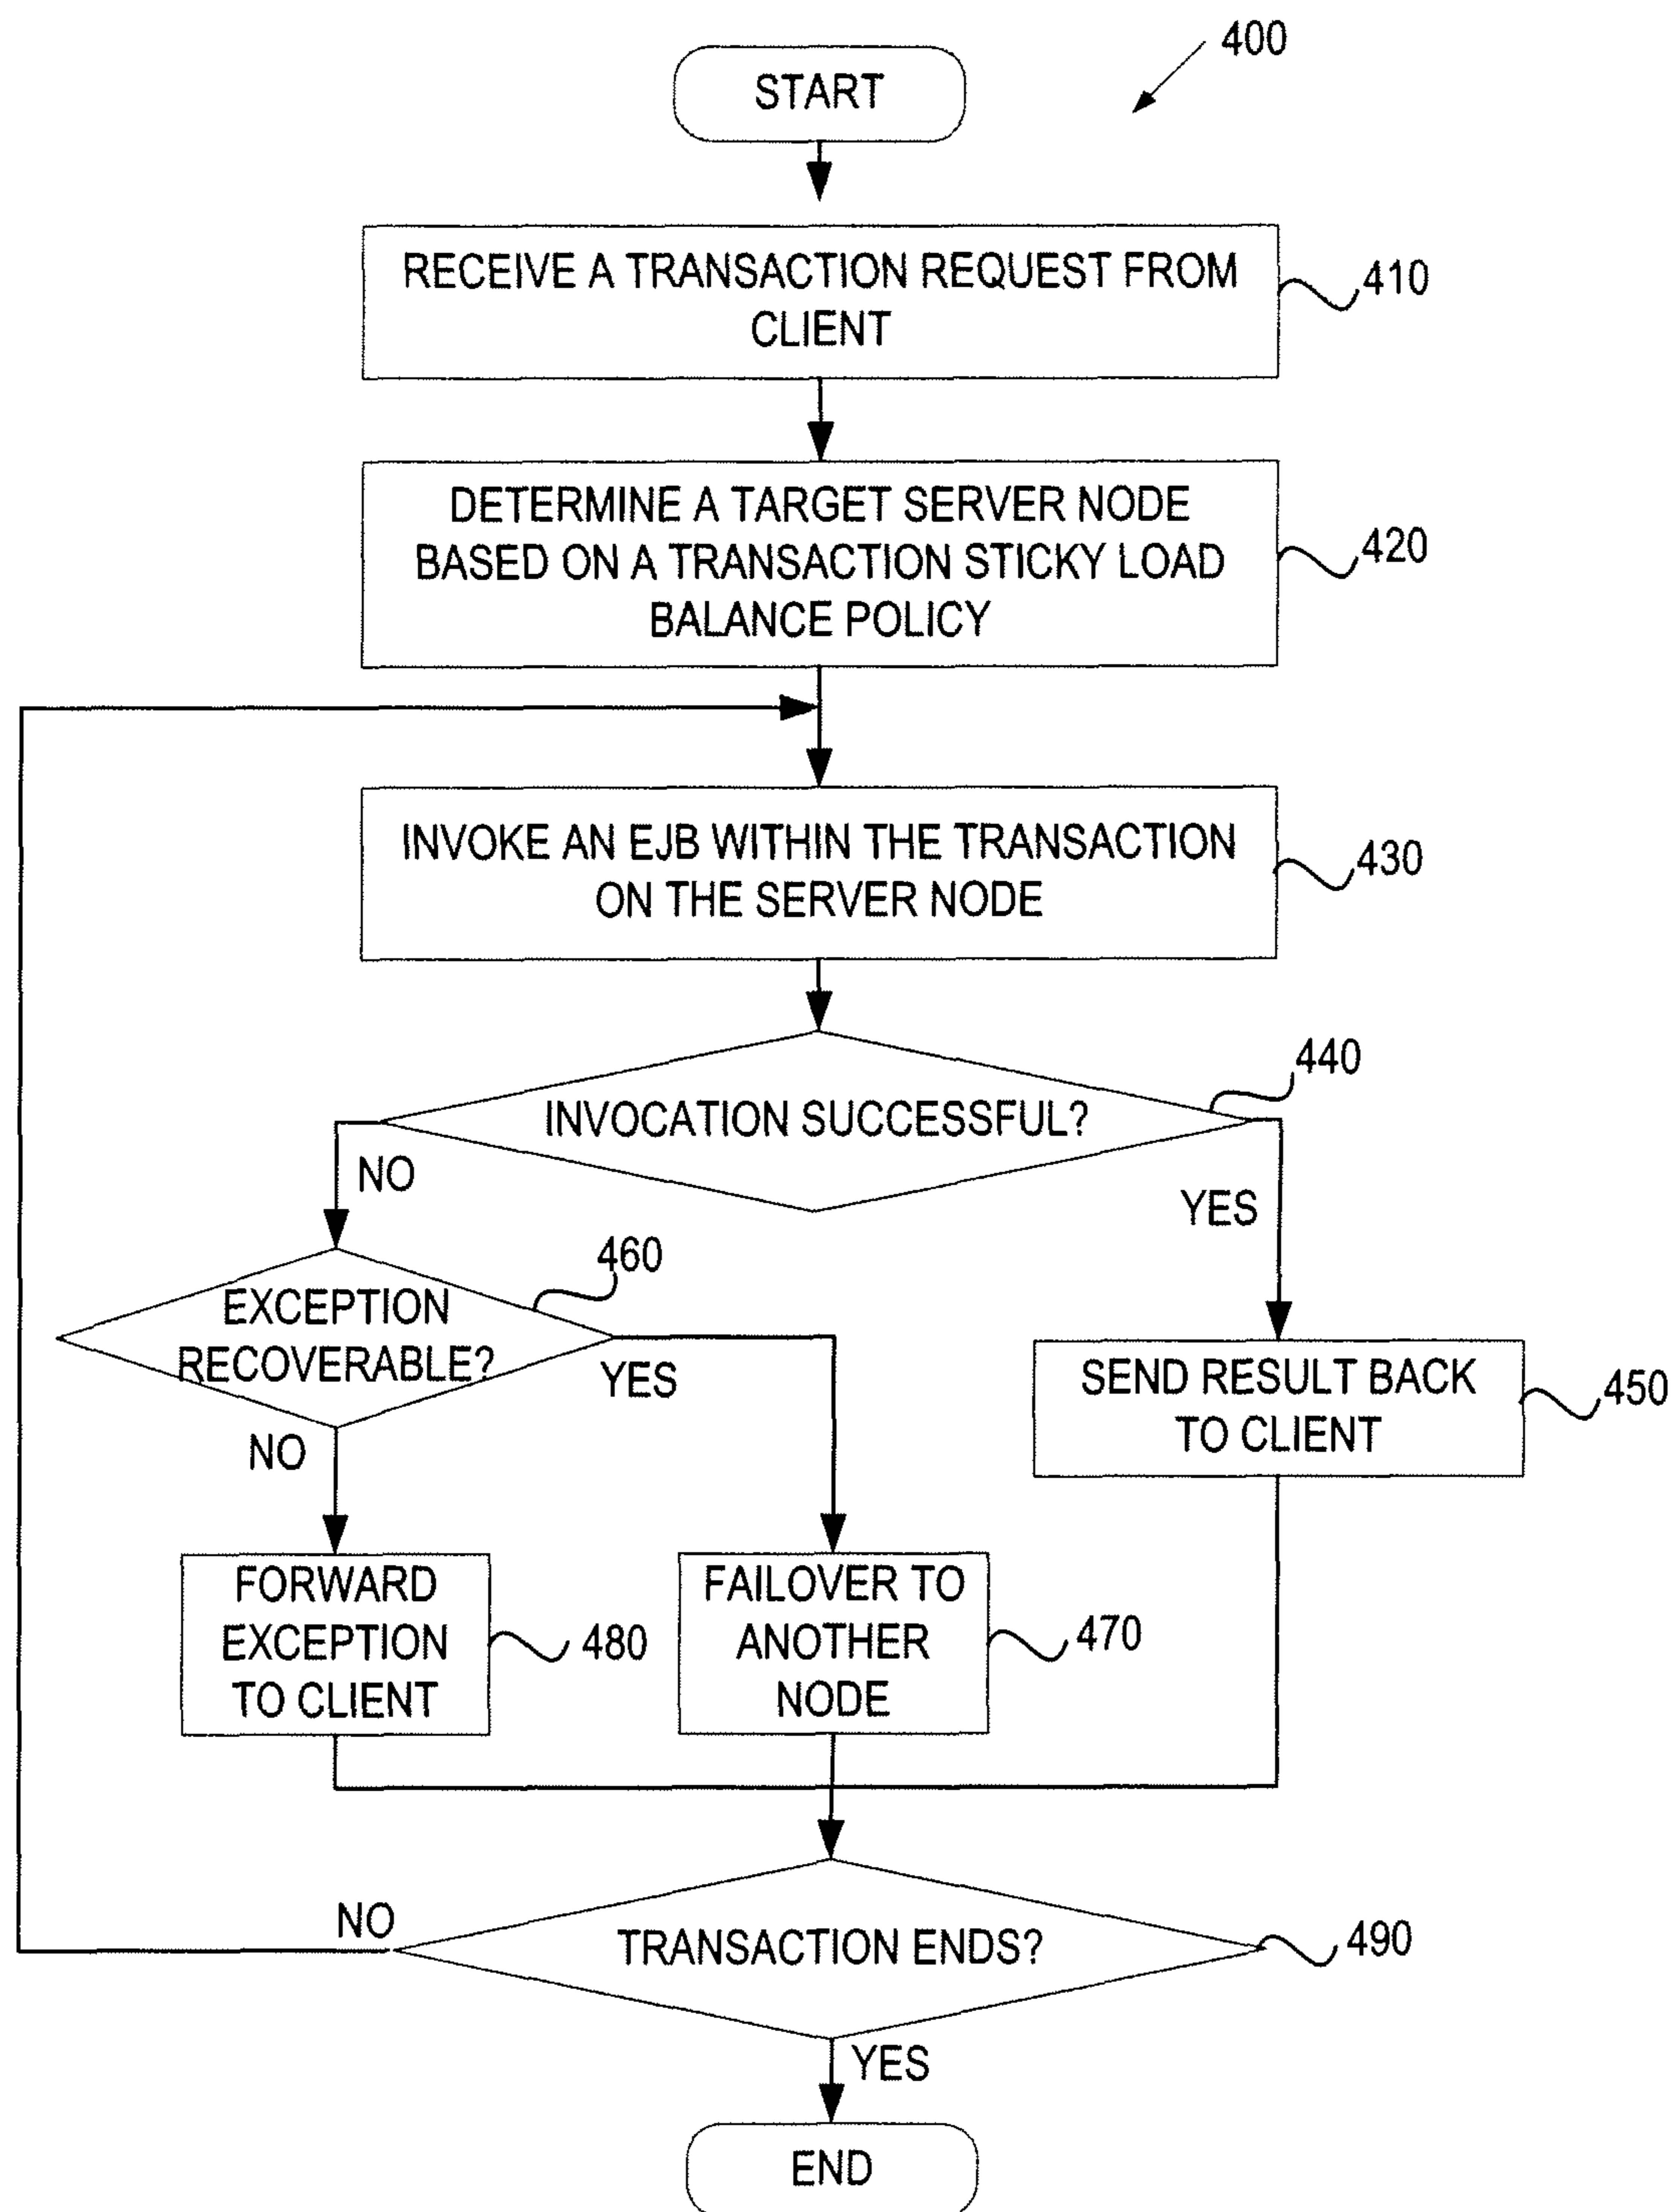 400
START
RECEIVE A TRANSACTION REQUEST FROM
CLIENT
410
DETERMINE A TARGET SERVER NODE
BASED ON A TRANSACTION STICKY LOAD
BALANCE POLICY
420
INVOKE AN EJB WITHIN THE TRANSACTION
ON THE SERVER NODE
430
INVOCATION SUCCESSFUL?
440
NO
YES
EXCEPTION
RECOVERABLE?
460
YES
NO
SEND RESULT BACK
TO CLIENT
450
FORWARD
EXCEPTION
TO CLIENT
480
FAILOVER TO
ANOTHER
NODE
470
NO
TRANSACTION ENDS?
490
YES
END